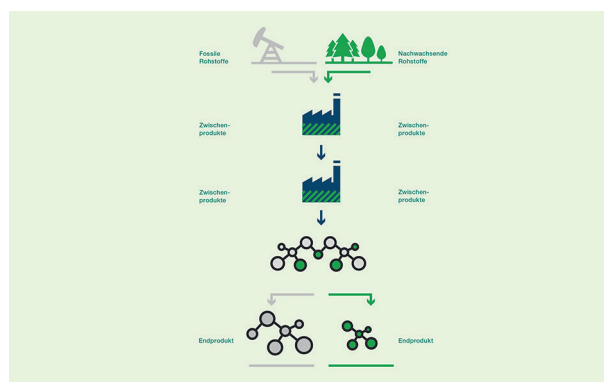 Fossile
Rohstoffe
Nachwachsende
Rohstoffe
Zwischen-
produkte
Zwischen-
produkte
Zwischen-
produkte
Zwischen-
produkte
Endprodukt
Endprodukt